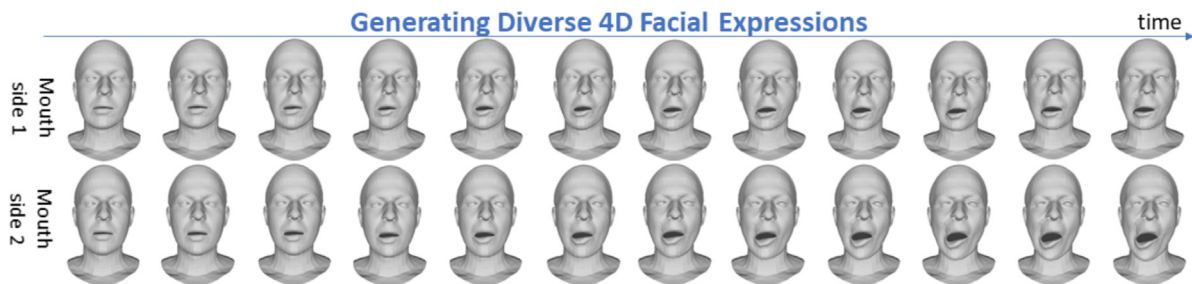 Generating Diverse 4D Facial Expressions
time
Mouth
side 1
Mouth
side 2